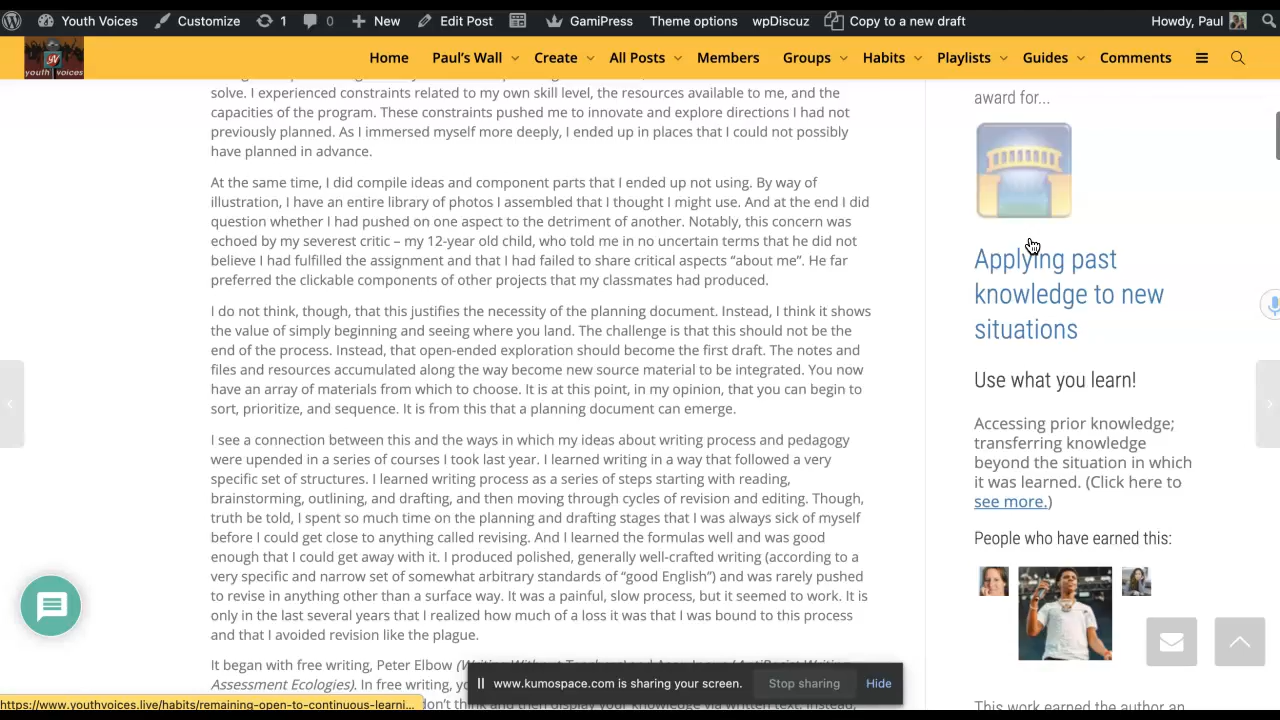 Youth Voices Customize 1 0 New Edit Post GamiPress Theme options wpDiscuz Copy to a new draft Howdy, Paul
youth voices Home Paul's Wall Create All Posts Members Groups Habits Playlists Guides Comments
solve. I experienced constraints related to my own skill level, the resources available to me, and the
capacities of the program. These constraints pushed me to innovate and explore directions I had not
previously planned. As I immersed myself more deeply, I ended up in places that I could not possibly
have planned in advance.
At the same time, I did compile ideas and component parts that I ended up not using. By way of
illustration, I have an entire library of photos I assembled that I thought I might use. And at the end I did
question whether I had pushed on one aspect to the detriment of another. Notably, this concern was
echoed by my severest critic – my 12-year old child, who told me in no uncertain terms that he did not
believe I had fulfilled the assignment and that I had failed to share critical aspects “about me”. He far
preferred the clickable components of other projects that my classmates had produced.
I do not think, though, that this justifies the necessity of the planning document. Instead, I think it shows
the value of simply beginning and seeing where you land. The challenge is that this should not be the
end of the process. Instead, that open-ended exploration should become the first draft. The notes and
files and resources accumulated along the way become new source material to be integrated. You now
have an array of materials from which to choose. It is at this point, in my opinion, that you can begin to
sort, prioritize, and sequence. It is from this that a planning document can emerge.
I see a connection between this and the ways in which my ideas about writing process and pedagogy
were upended in a series of courses I took last year. I learned writing in a way that followed a very
specific set of structures. I learned writing process as a series of steps starting with reading,
brainstorming, outlining, and drafting, and then moving through cycles of revision and editing. Though,
truth be told, I spent so much time on the planning and drafting stages that I was always sick of myself
before I could get close to anything called revising. And I learned the formulas well and was good
enough that I could get away with it. I produced polished, generally well-crafted writing (according to a
very specific and narrow set of somewhat arbitrary standards of “good English”) and was rarely pushed
to revise in anything other than a surface way. It was a painful, slow process, but it seemed to work. It is
only in the last several years that I realized how much of a loss it was that I was bound to this process
and that I avoided revision like the plague.
It began with free writing, Peter Elbow
Assessment Ecologies). In free writing,
award for...
Applying past
knowledge to new
situations
Use what you learn!
Accessing prior knowledge;
transferring knowledge
beyond the situation in which
it was learned. (Click here to
see more.)
People who have earned this:
This work earned the author an
www.kumospace.com is sharing your screen. Stop sharing Hide
https://www.youthvoices.live/habits/remaining-open-to-continuous-learni...